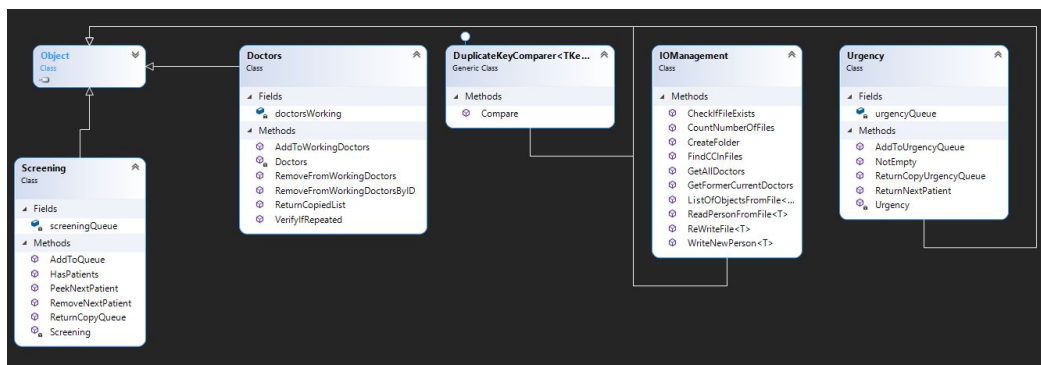 Object
Class
Doctors
Class
Fields
doctorsWorking
Methods
AddToWorkingDoctors
Doctors
RemoveFromWorkingDoctors
RemoveFromWorkingDoctorsByID
ReturnCopiedList
VerifyIfRepeated
DuplicateKeyComparer<TKe...
Generic Class
Methods
Compare
IOManagement
Class
Methods
CheckIfFileExists
CountNumberOfFiles
CreateFolder
FindCCInFiles
GetAllDoctors
GetFormerCurrentDoctors
ListOfObjectsFromFile<...
ReadPersonFromFile<T>
ReWriteFile<T>
WriteNewPerson<T>
Urgency
Class
Fields
urgencyQueue
Methods
AddToUrgencyQueue
NotEmpty
ReturnCopyUrgencyQueue
ReturnNextPatient
Urgency
Screening
Class
Fields
screeningQueue
Methods
AddToQueue
HasPatients
PeekNextPatient
RemoveNextPatient
ReturnCopyQueue
Screening